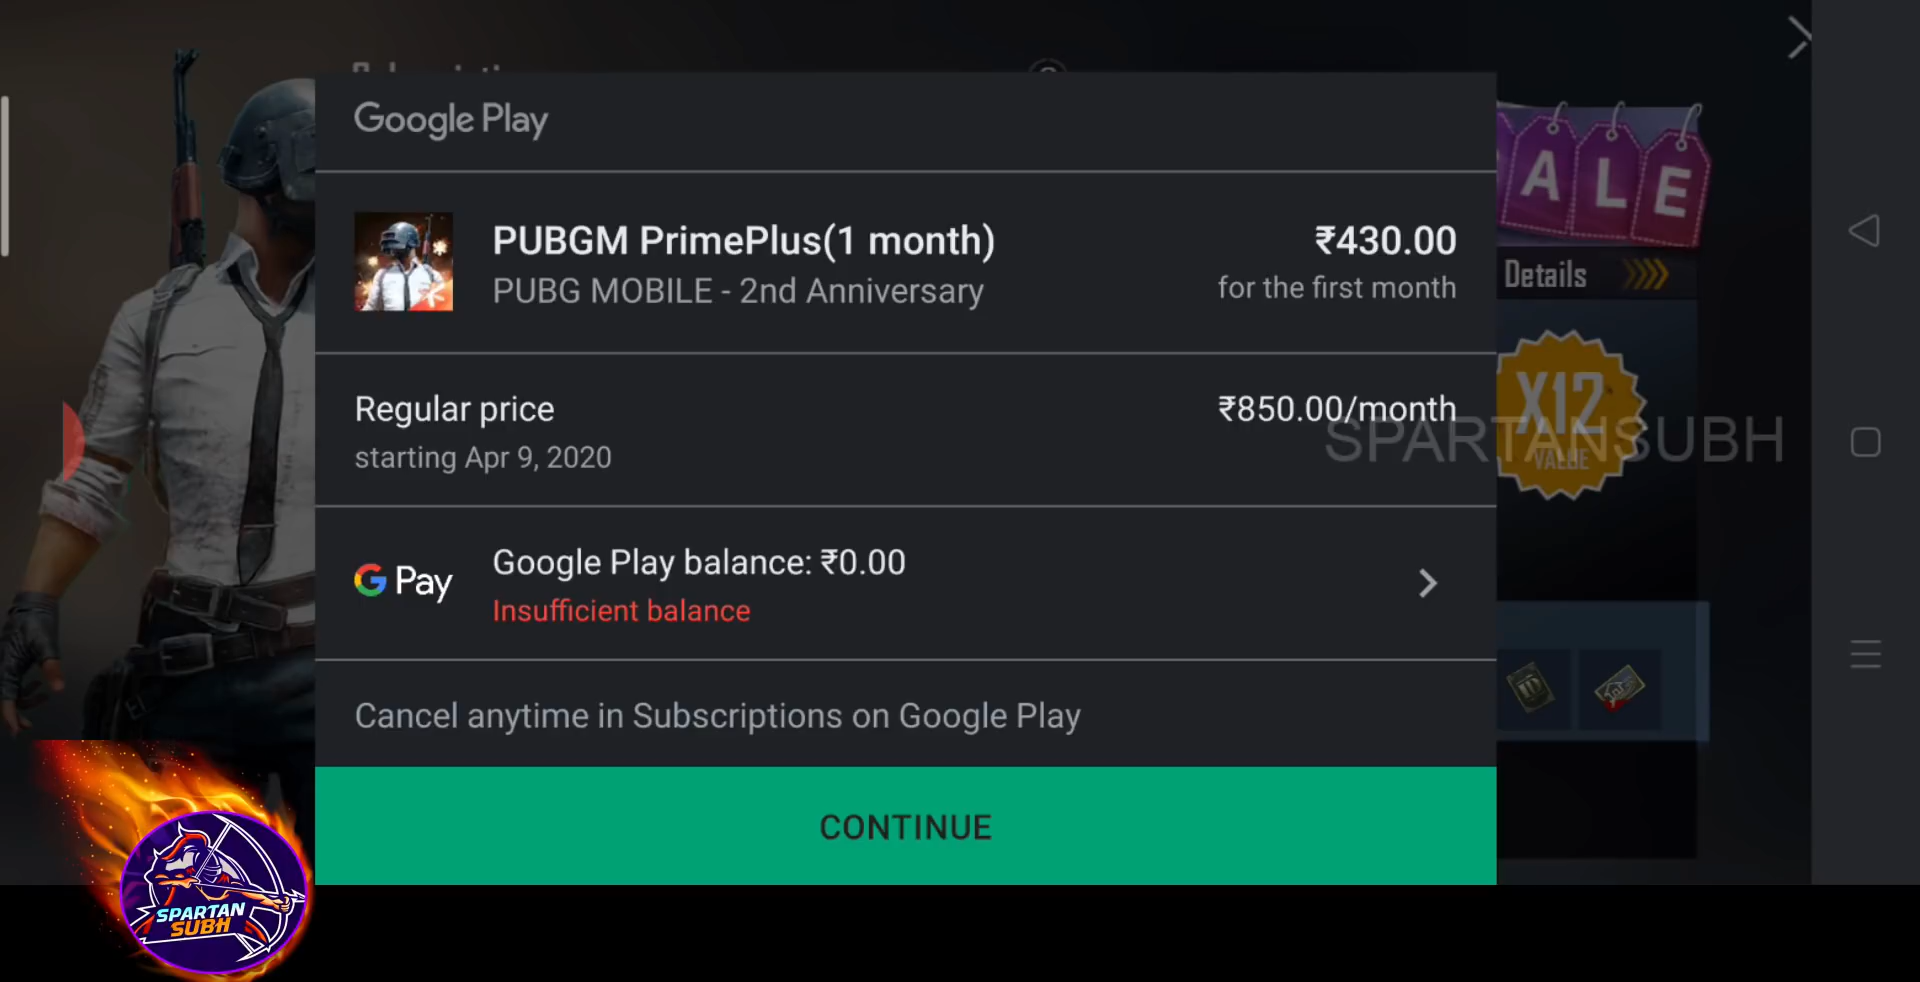 Google Play
PUBGM PrimePlus(1 month)
₹430.00
PUBG MOBILE - 2nd Anniversary
for the first month
Regular price
₹850.00/month
starting Apr 9, 2020
G Pay
Google Play balance: ₹0.00
Insufficient balance
Cancel anytime in Subscriptions on Google Play
CONTINUE
ALE
Details
X12
VALUE
SPARTANSUBH
SPARTAN
SUBH